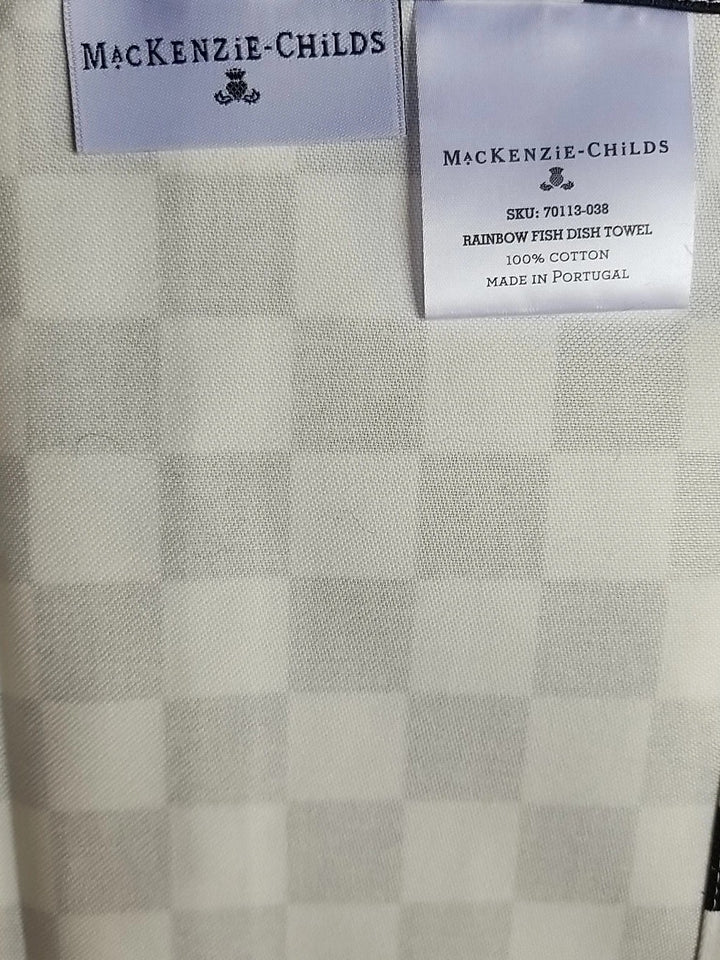 MACKENZiE-CHiLDS
MACKENZiE-CHiLDS
SKU: 70113-038
RAINBOW FISH DISH TOWEL
100% COTTON
MADE IN PORTUGAL